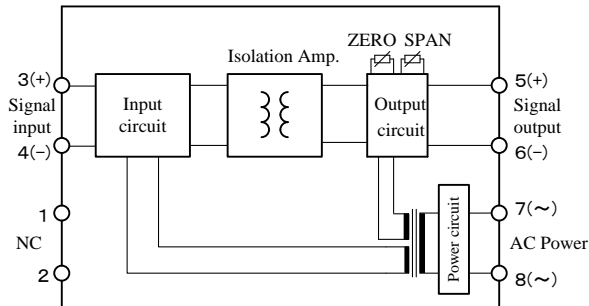 ZERO SPAN
Isolation Amp.
3(+)
Signal
input
4(−)
Input
circuit
Output
circuit
5(+)
Signal
output
6(−)
1
NC
2
Power circuit
7(～)
AC Power
8(～)